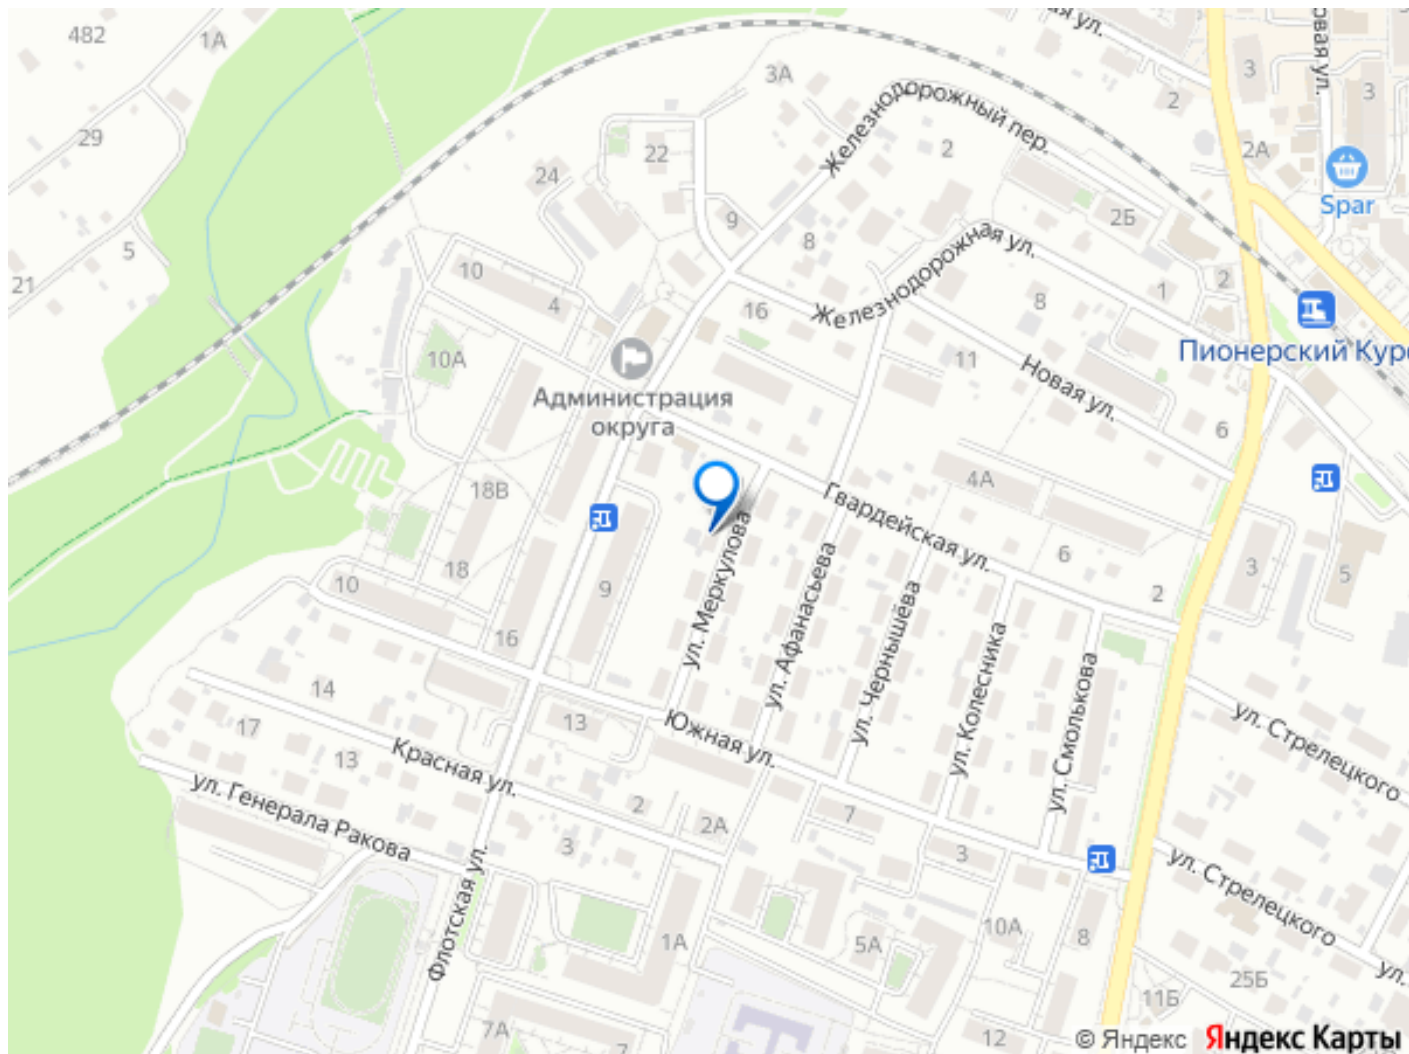 482
1А
3А
3
3
2
2А
29
22
24
2
Железнодорожный пер.
Spar
9
2Б
5
8
Железнодорожная ул.
10
21
4
16
8
1
2
10А
11
Пионерский Кур
Администрация
округа
Новая ул.
6
18В
4А
Гвардейская ул.
18
10
9
6
3
5
2
16
ул. Меркулова
ул. Афанасьева
ул. Чернышёва
ул. Колесника
ул. Смолькова
14
17
13
13
Южная ул.
ул. Стрелецкого
Красная ул.
ул. Генерала Ракова
2
2А
7
3
3
ул. Стрелецкого
Флотская ул.
1А
5А
10А
8
25Б
ул.
11Б
7А
7
12
© Яндекс Яндекс Карты